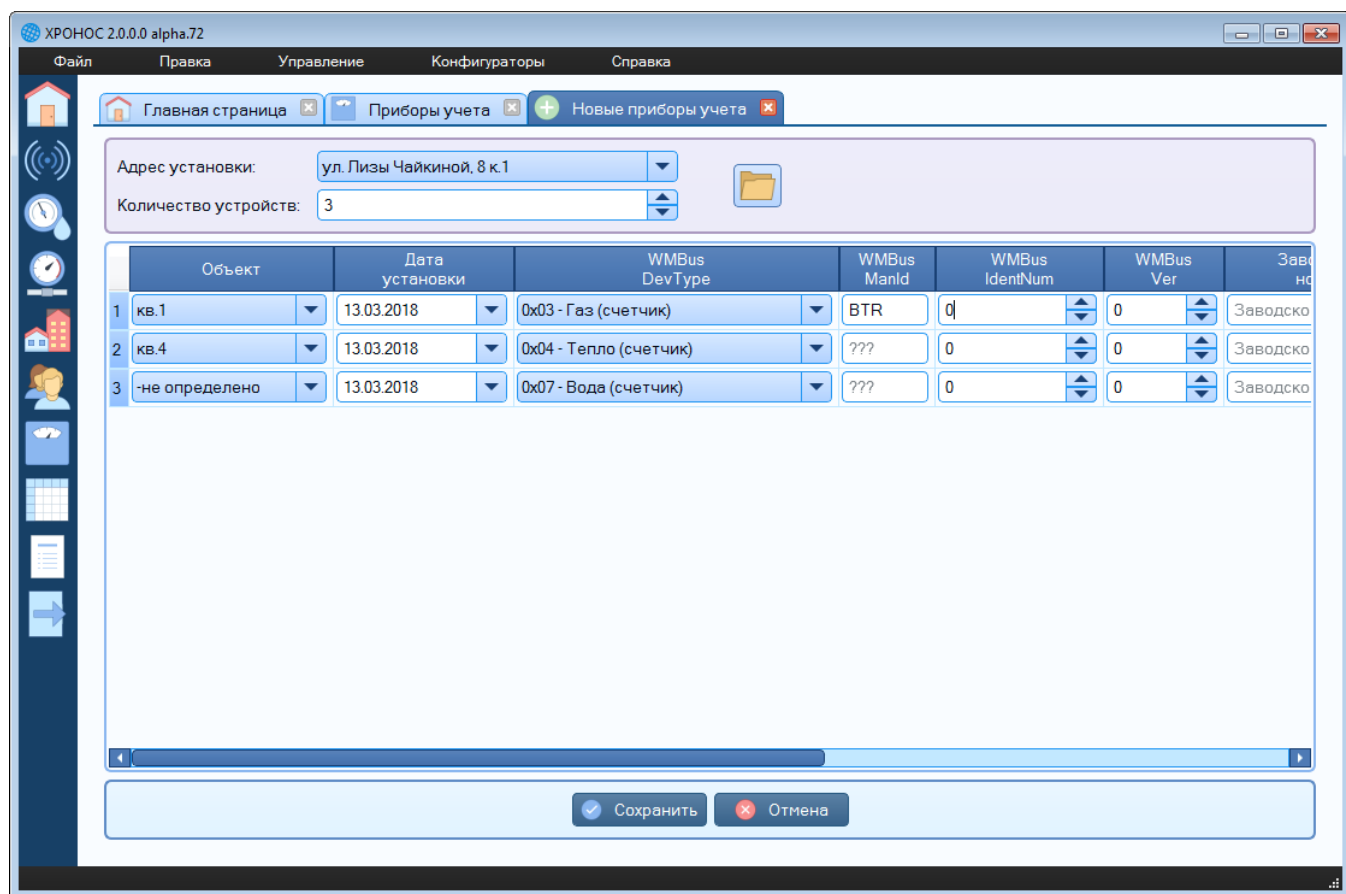 ХРОНОС 2.0.0.0 alpha.72
Файл Правка Управление Конфигураторы Справка
Главная страница Приборы учета Новые приборы учета
Адрес установки: ул. Лизы Чайкиной, 8 к.1
Количество устройств: 3
Объект Дата установки WMBus DevType WMBus ManId WMBus IdentNum WMBus Ver Заво но
1 кв.1 13.03.2018 0x03 - Газ (счетчик) BTR 0 0 Заводско
2 кв.4 13.03.2018 0x04 - Тепло (счетчик) ??? 0 0 Заводско
3 -не определено 13.03.2018 0x07 - Вода (счетчик) ??? 0 0 Заводско
Сохранить Отмена